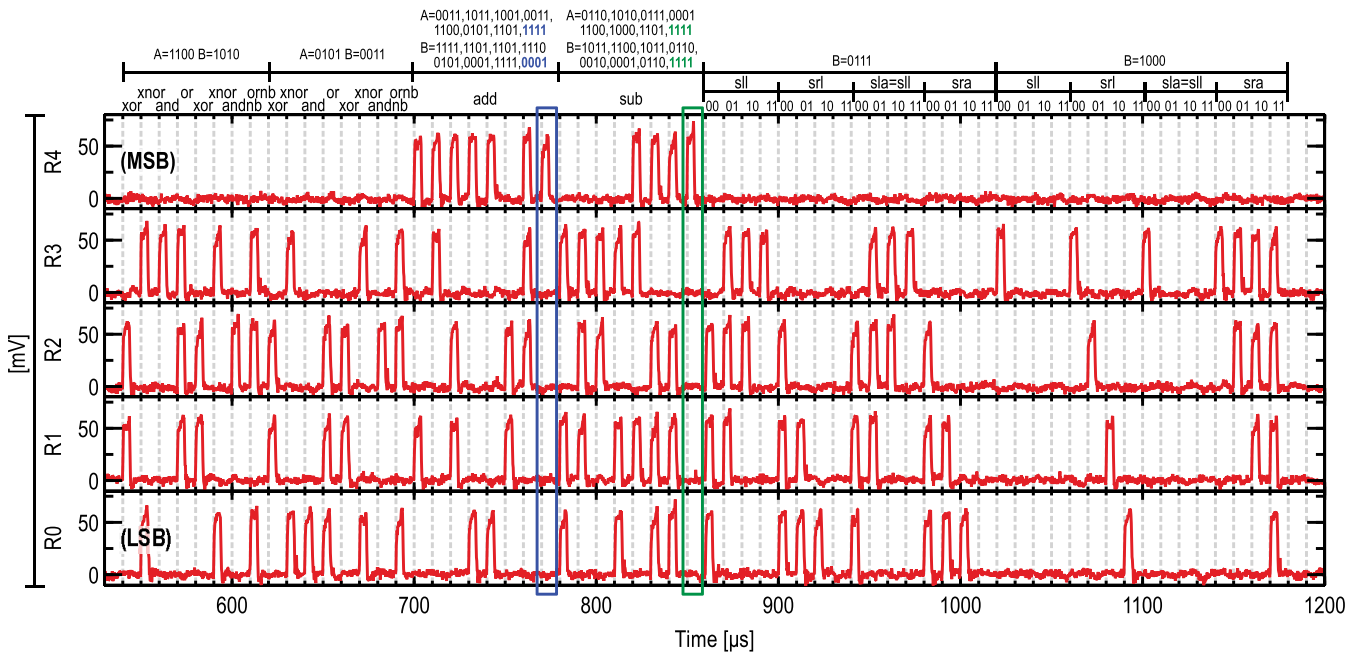 A=0011,1011,1001,0011,
1100,0101,1101,1111
B=1111,1101,1101,1110
0101,0001,1111,0001
A=0110,1010,0111,0001
1100,1000,1101,1111
B=1011,1100,1011,0110,
0010,0001,0110,1111
A=1100 B=1010
A=0101 B=0011
B=0111
B=1000
xnor or xnor ornb xnor or xnor ornb
xor and xor andnb xor and xor andnb
add
sub
sll srl sla=sll sra sll srl sla=sll sra
00 01 10 11 00 01 10 11 00 01 10 11 00 01 10 11 00 01 10 11 00 01 10 11 00 01 10 11 00 01 10 11
R4
50
0
(MSB)
R3
50
0
R2
50
0
R1
50
0
R0
50
0
(LSB)
[mV]
600 700 800 900 1000 1100 1200
Time [µs]